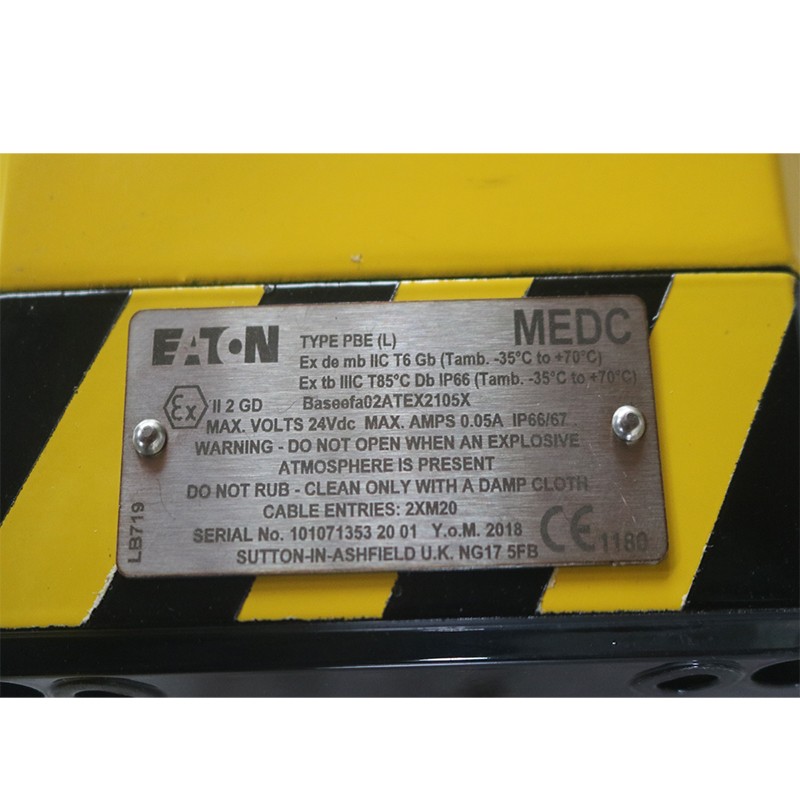 EATON
MEDC
TYPE PBE (L)
Ex de mb IIC T6 Gb (Tamb. -35°C to +70°C)
Ex tb IIIC T85°C Db IP66 (Tamb. -35°C to +70°C)
Ex II 2 GD Baseefa02ATEX2105X
MAX. VOLTS 24Vdc MAX. AMPS 0.05A IP66/67
WARNING - DO NOT OPEN WHEN AN EXPLOSIVE
ATMOSPHERE IS PRESENT
DO NOT RUB - CLEAN ONLY WITH A DAMP CLOTH
CABLE ENTRIES: 2XM20
SERIAL No. 101071353 20 01 Y.o.M. 2018
SUTTON-IN-ASHFIELD U.K. NG17 5FB
CE 1180
LB719